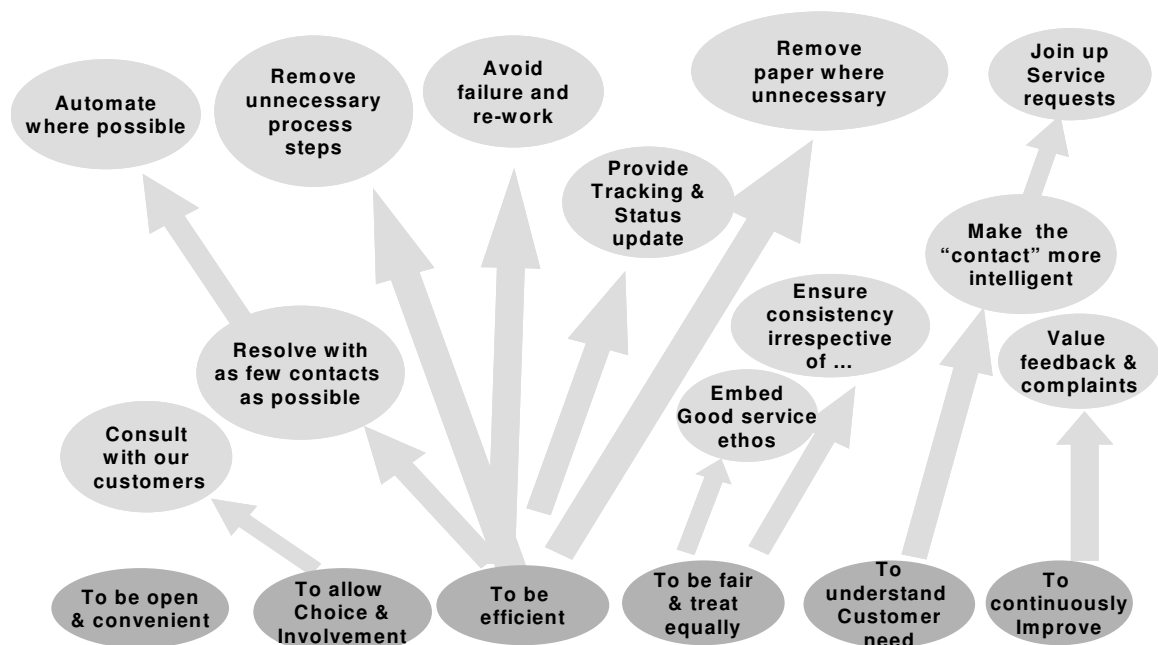 Automate
where possible
Remove
unnecessary
process
steps
Avoid
failure and
re-work
Remove
paper where
unnecessary
Join up
Service
requests
Provide
Tracking &
Status
update
Make the
“contact” more
intelligent
Ensure
consistency
irrespective
of ...
Value
feedback &
complaints
Resolve with
as few contacts
as possible
Embed
Good service
ethos
Consult
with our
customers
To be open
& convenient
To allow
Choice &
Involvement
To be
efficient
To be fair
& treat
equally
To
understand
Customer
need
To
continuously
Improve